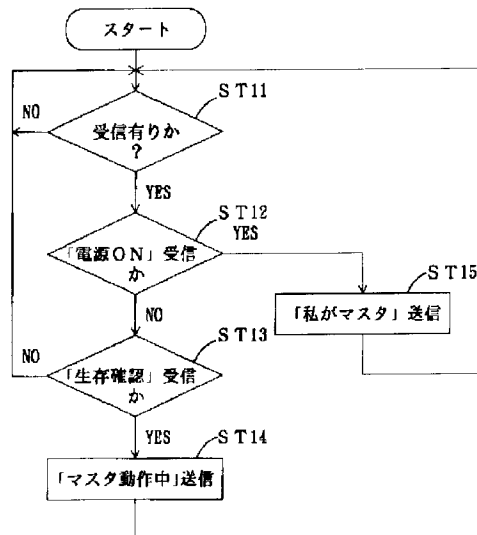 スタート
ST11
NO
受信有りか
?
YES
ST12
YES
「電源ON」受信
か
ST15
「私がマスタ」送信
NO
ST13
NO
「生存確認」受信
か
YES
ST14
「マスタ動作中」送信